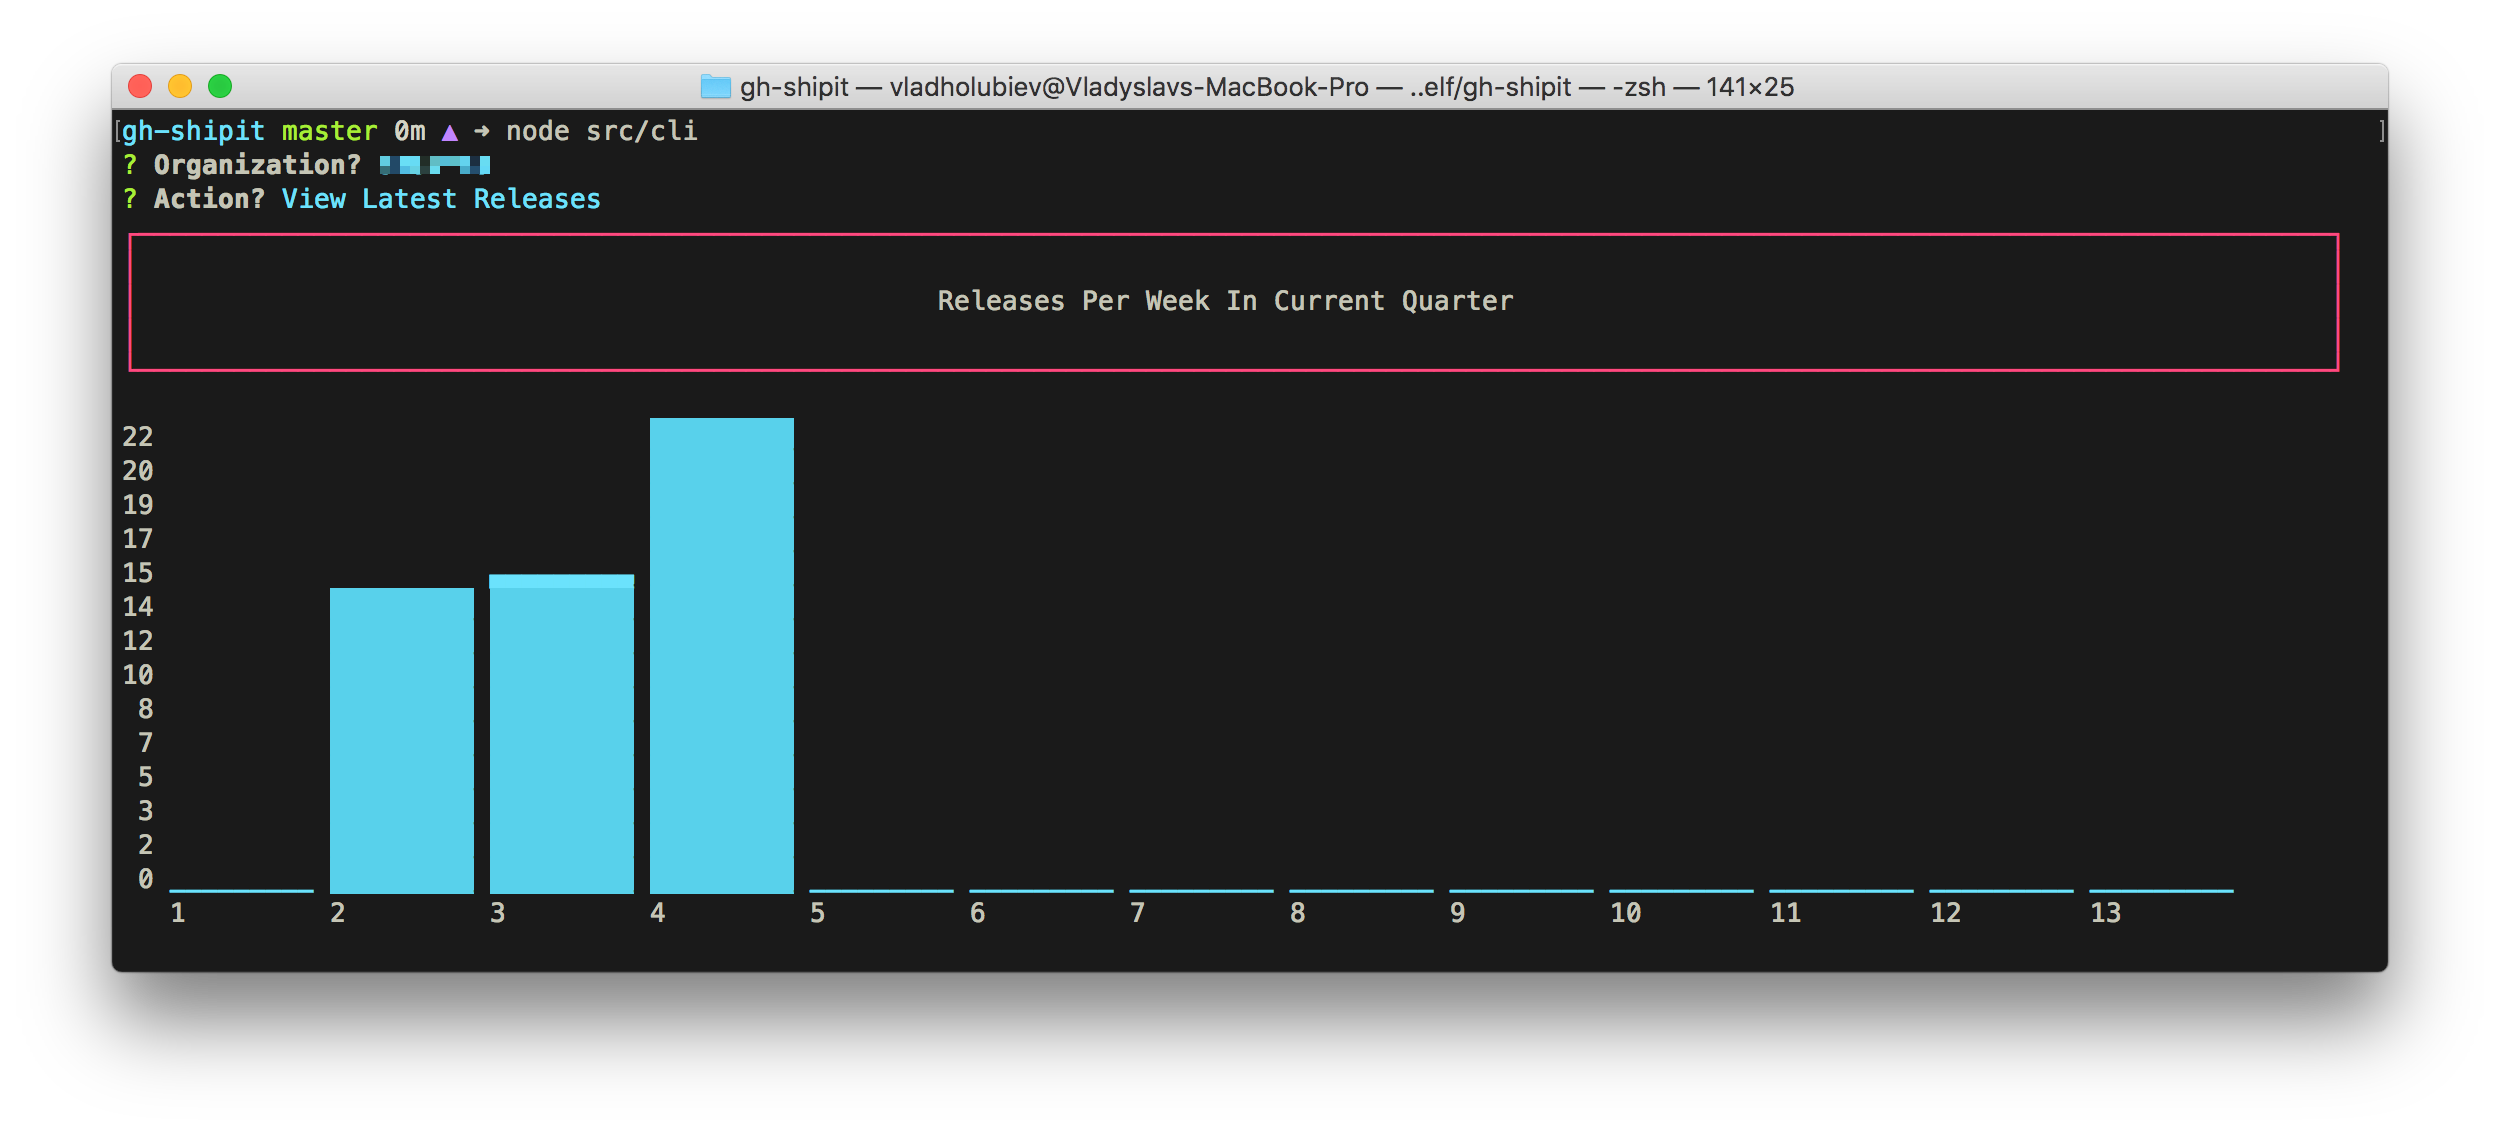 gh-shipit — vladholubiev@Vladyslavs-MacBook-Pro — ..elf/gh-shipit — -zsh — 141×25
[gh-shipit master 0m ▲ ➜ node src/cli ]
? Organization?
? Action? View Latest Releases
Releases Per Week In Current Quarter
22
20
19
17
15
14
12
10
8
7
5
3
2
0
1 2 3 4 5 6 7 8 9 10 11 12 13